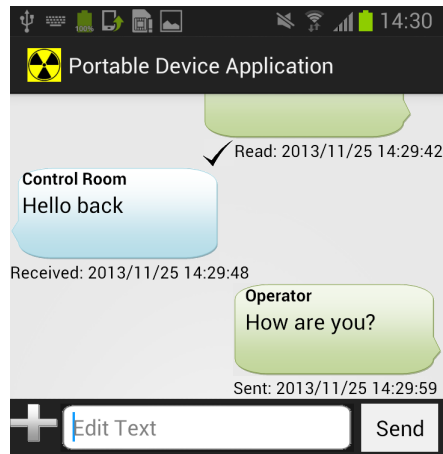 100%
14:30
Portable Device Application
Read: 2013/11/25 14:29:42
Control Room
Hello back
Received: 2013/11/25 14:29:48
Operator
How are you?
Sent: 2013/11/25 14:29:59
Edit Text
Send